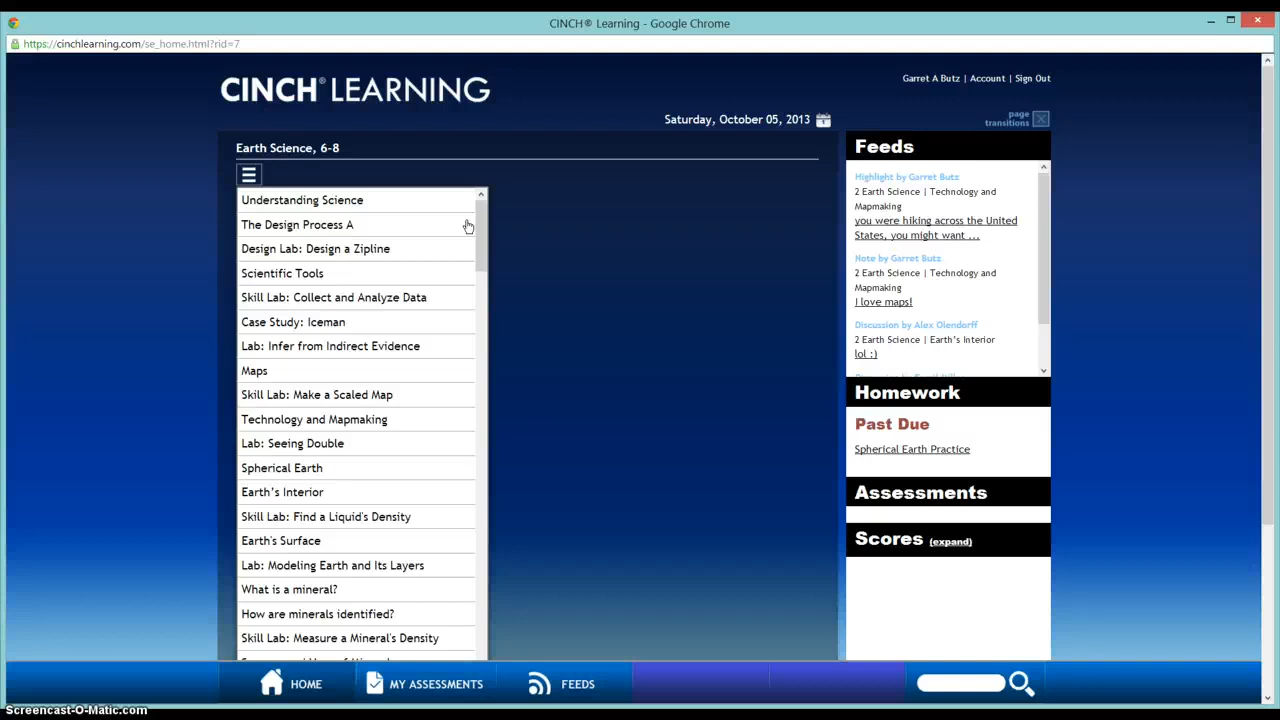 CINCH® Learning - Google Chrome
https://cinchlearning.com/se_home.html?rid=7
CINCH® LEARNING
Garret A Butz | Account | Sign Out
Saturday, October 05, 2013
page
transitions
Earth Science, 6-8
Understanding Science
The Design Process A
Design Lab: Design a Zipline
Scientific Tools
Skill Lab: Collect and Analyze Data
Case Study: Iceman
Lab: Infer from Indirect Evidence
Maps
Skill Lab: Make a Scaled Map
Technology and Mapmaking
Lab: Seeing Double
Spherical Earth
Earth's Interior
Skill Lab: Find a Liquid's Density
Earth's Surface
Lab: Modeling Earth and Its Layers
What is a mineral?
How are minerals identified?
Skill Lab: Measure a Mineral's Density
Feeds
Highlight by Garret Butz
2 Earth Science | Technology and
Mapmaking
you were hiking across the United
States, you might want ...
Note by Garret Butz
2 Earth Science | Technology and
Mapmaking
I love maps!
Discussion by Alex Olendorff
2 Earth Science | Earth's Interior
lol :)
Homework
Past Due
Spherical Earth Practice
Assessments
Scores (expand)
HOME
MY ASSESSMENTS
FEEDS
Screencast-O-Matic.com